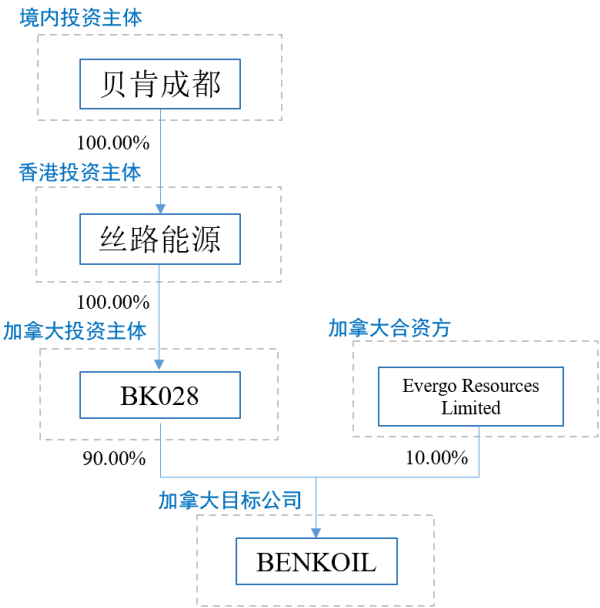 境内投资主体
贝肯成都
100.00%
香港投资主体
丝路能源
100.00%
加拿大投资主体
加拿大合资方
BK028
Evergo Resources
Limited
90.00%
10.00%
加拿大目标公司
BENKOIL